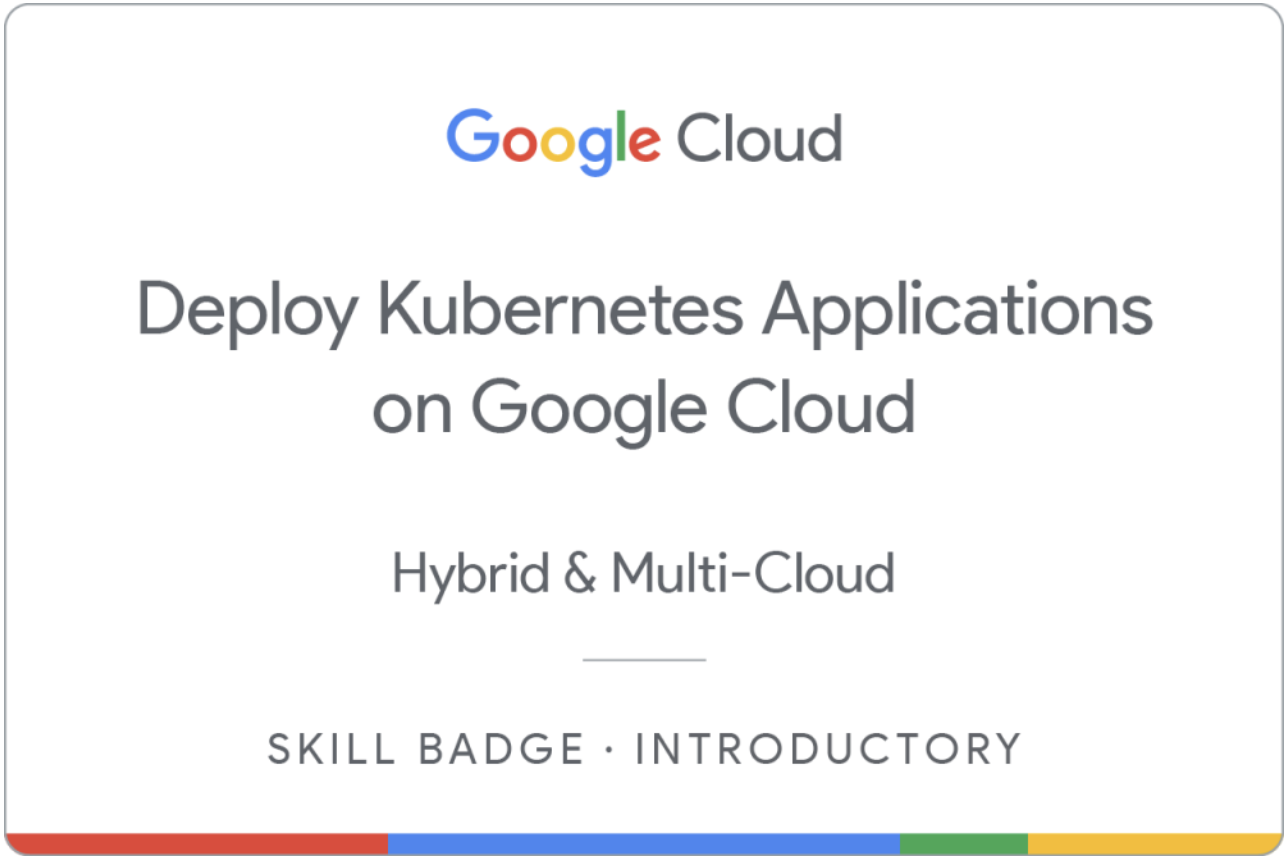 Google Cloud
Deploy Kubernetes Applications
on Google Cloud
Hybrid & Multi-Cloud
SKILL BADGE · INTRODUCTORY